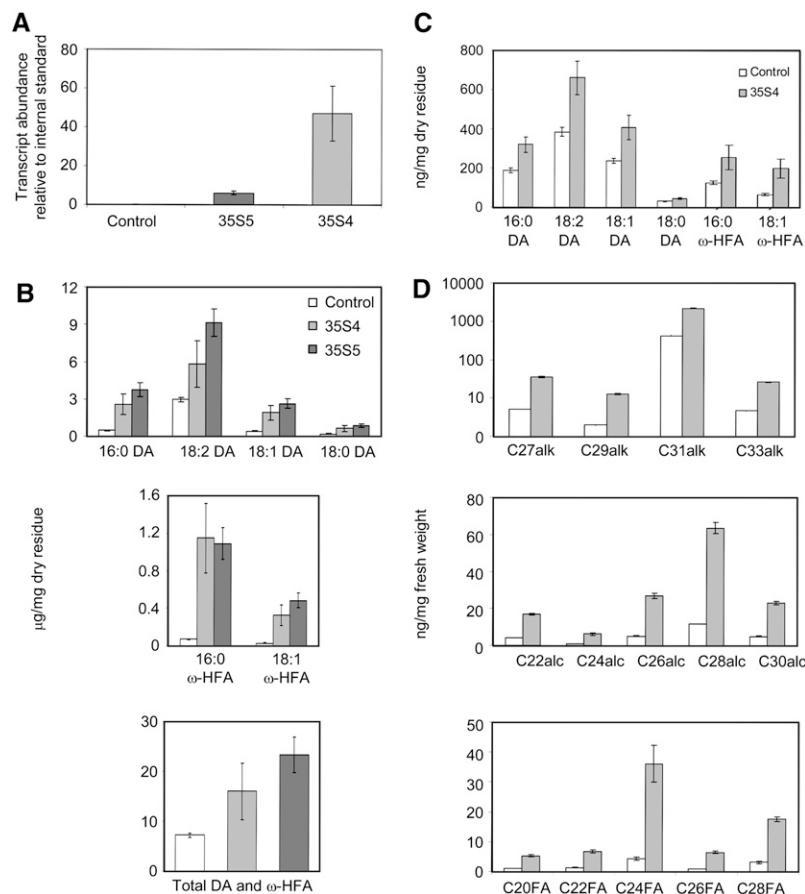 A
Transcript abundance
relative to internal standard
80
60
40
20
0
Control
35S5
35S4
B
12
9
6
3
0
Control
35S4
35S5
16:0 DA
18:2 DA
18:1 DA
18:0 DA
µg/mg dry residue
1.6
1.2
0.8
0.4
0
16:0
ω-HFA
18:1
ω-HFA
30
20
10
0
Total DA and ω-HFA
C
ng/mg dry residue
800
600
400
200
0
Control
35S4
16:0
DA
18:2
DA
18:1
DA
18:0
DA
16:0
ω-HFA
18:1
ω-HFA
D
10000
1000
100
10
0
C27alk
C29alk
C31alk
C33alk
ng/mg fresh weight
80
60
40
20
0
C22alc
C24alc
C26alc
C28alc
C30alc
50
40
30
20
10
0
C20FA
C22FA
C24FA
C26FA
C28FA